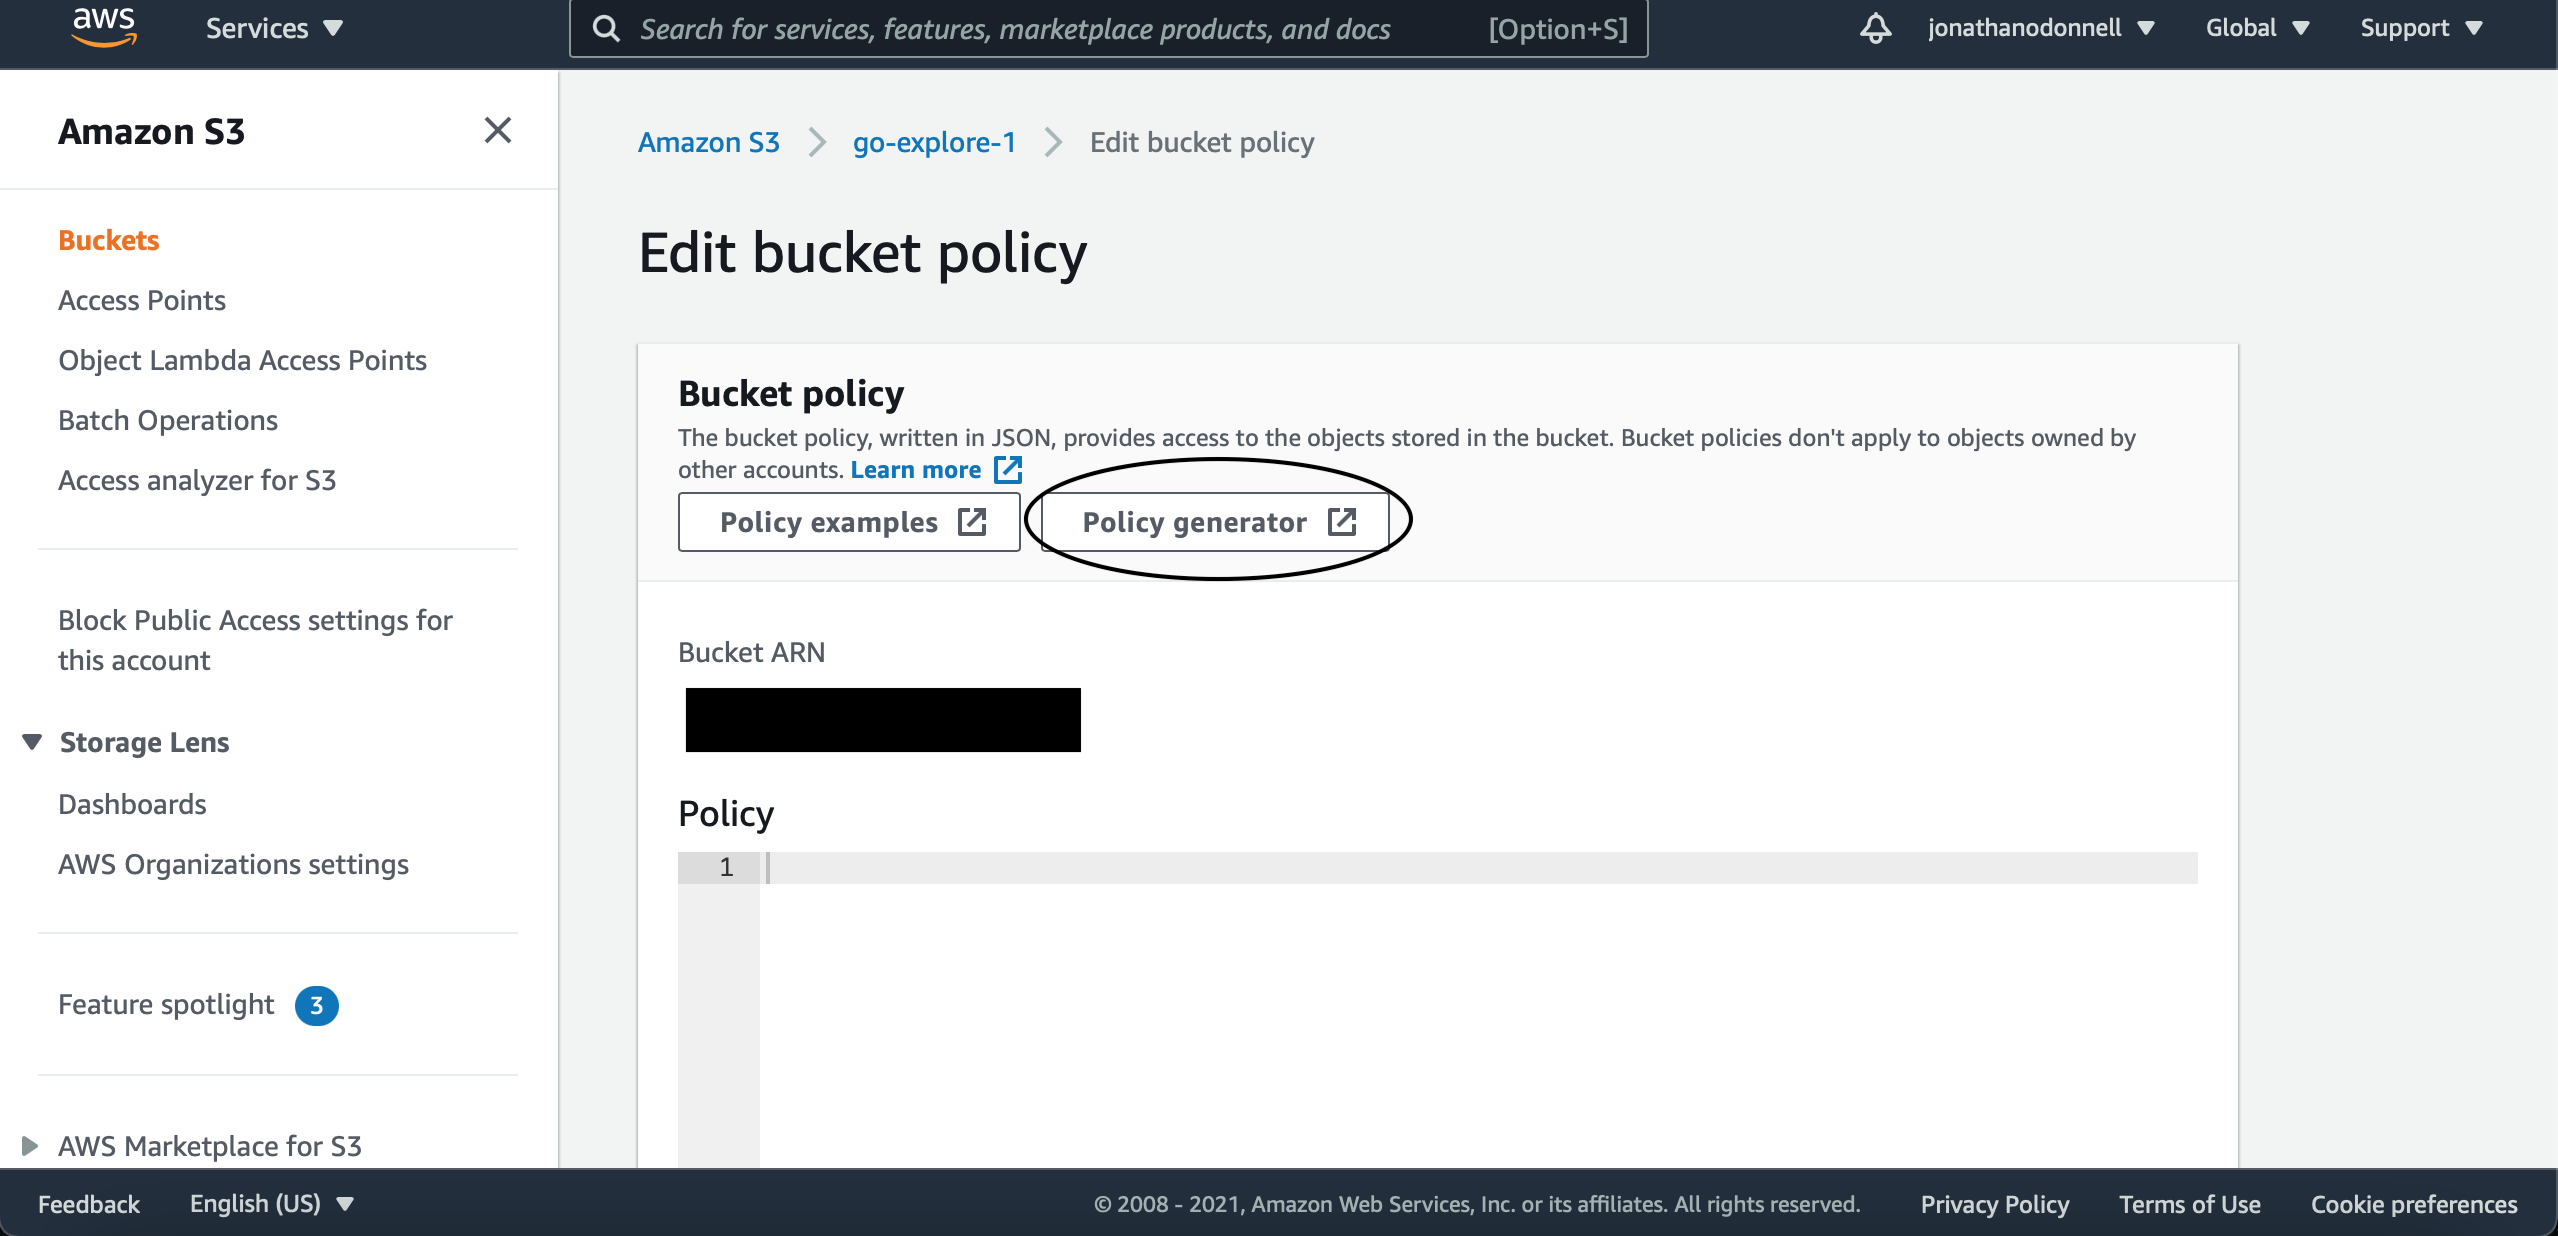 aws
Services
Search for services, features, marketplace products, and docs [Option+S]
jonathanodonnell
Global
Support
Amazon S3
Buckets
Access Points
Object Lambda Access Points
Batch Operations
Access analyzer for S3
Block Public Access settings for
this account
Storage Lens
Dashboards
AWS Organizations settings
Feature spotlight 3
AWS Marketplace for S3
Amazon S3 go-explore-1 Edit bucket policy
Edit bucket policy
Bucket policy
The bucket policy, written in JSON, provides access to the objects stored in the bucket. Bucket policies don't apply to objects owned by
other accounts. Learn more
Policy examples
Policy generator
Bucket ARN
Policy
1
Feedback
English (US)
© 2008 - 2021, Amazon Web Services, Inc. or its affiliates. All rights reserved.
Privacy Policy
Terms of Use
Cookie preferences